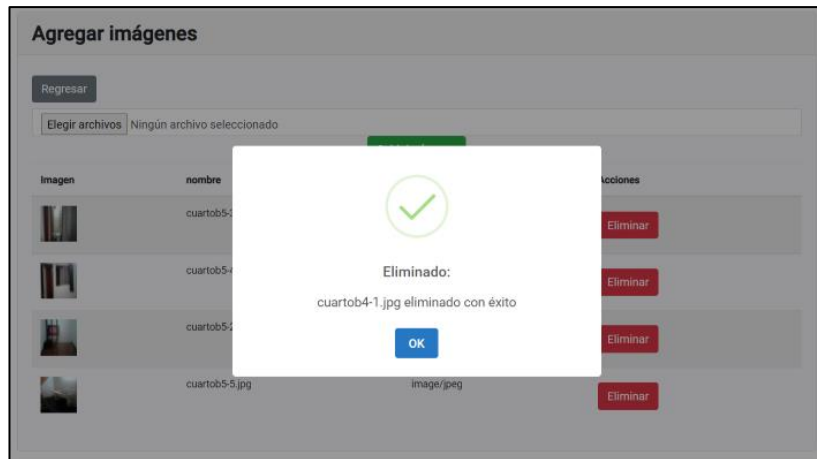 Agregar imágenes
Regresar
Elegir archivos Ningún archivo seleccionado
Imagen nombre Acciones
Eliminar
Eliminar
Eliminado:
cuartob4-1.jpg eliminado con éxito
OK
Eliminar
cuartob5-5.jpg image/jpeg Eliminar